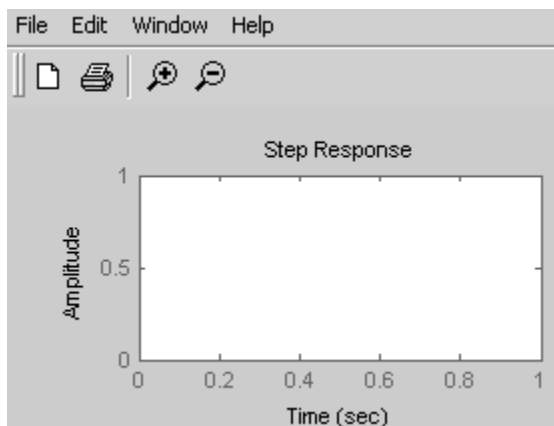 File Edit Window Help
Step Response
1
0.5
0
Amplitude
0 0.2 0.4 0.6 0.8 1
Time (sec)